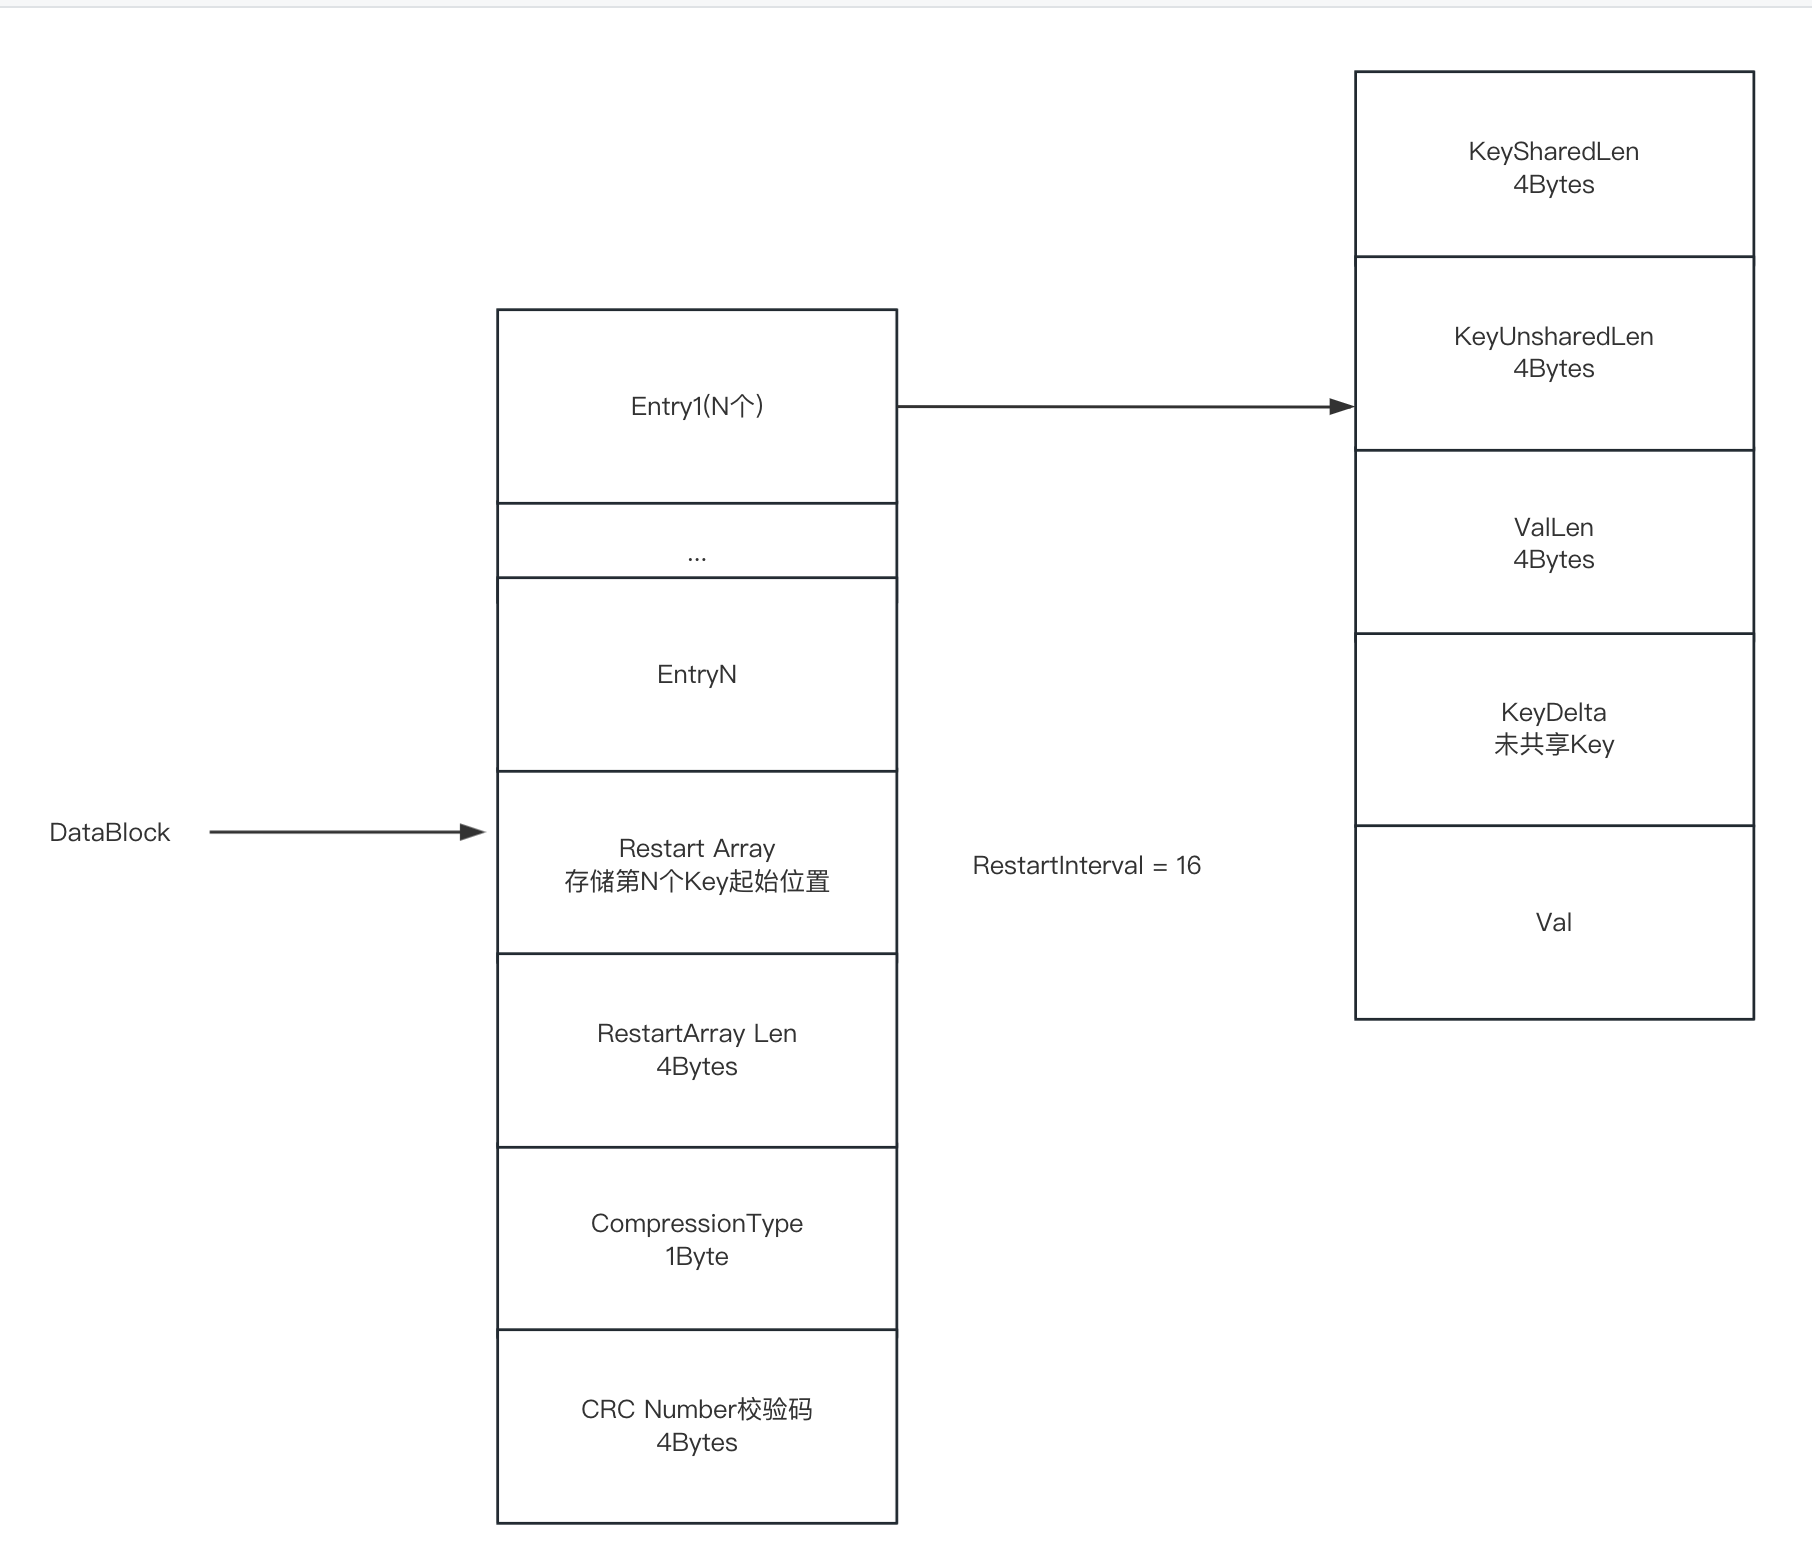 DataBlock
Entry1(N个)
...
EntryN
Restart Array
存储第N个Key起始位置
RestartArray Len
4Bytes
CompressionType
1Byte
CRC Number校验码
4Bytes
RestartInterval = 16
KeySharedLen
4Bytes
KeyUnsharedLen
4Bytes
ValLen
4Bytes
KeyDelta
未共享Key
Val